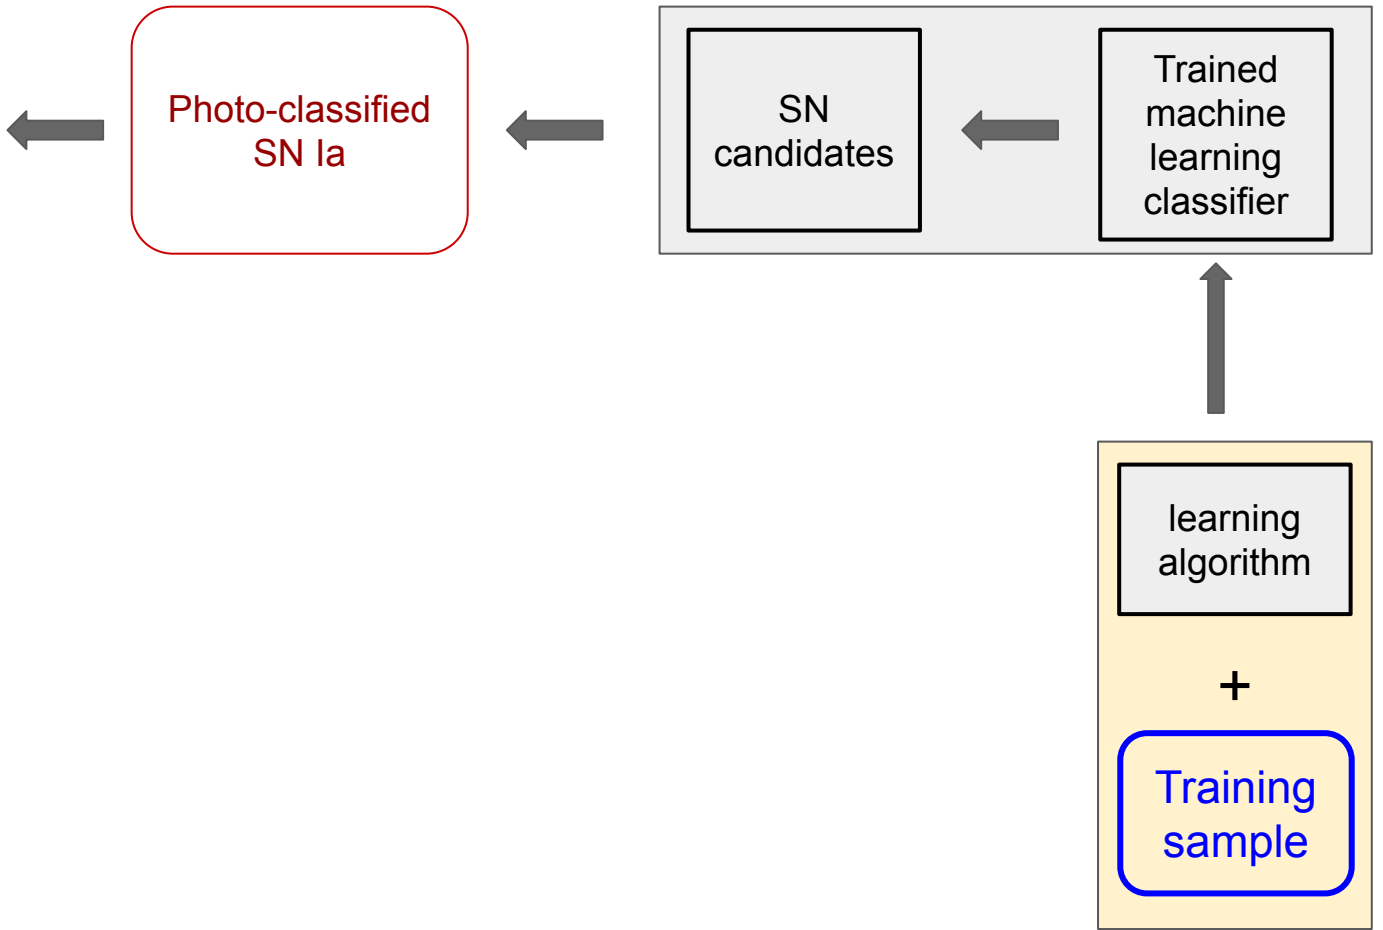 Photo-classified
SN Ia
SN
candidates
Trained
machine
learning
classifier
learning
algorithm
+
Training
sample